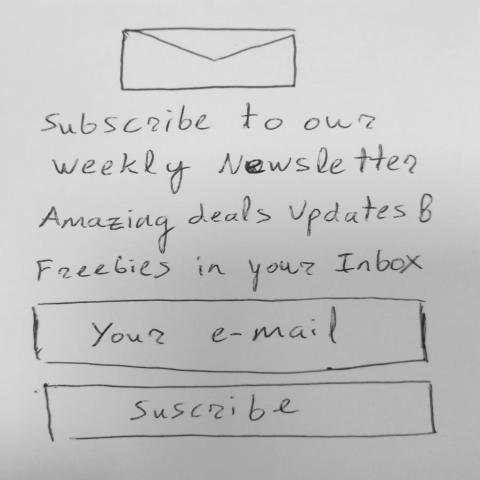 Subscribe to our
weekly Newsletter
Amazing deals Updates &
Freebies in your Inbox
Your e-mail
suscribe